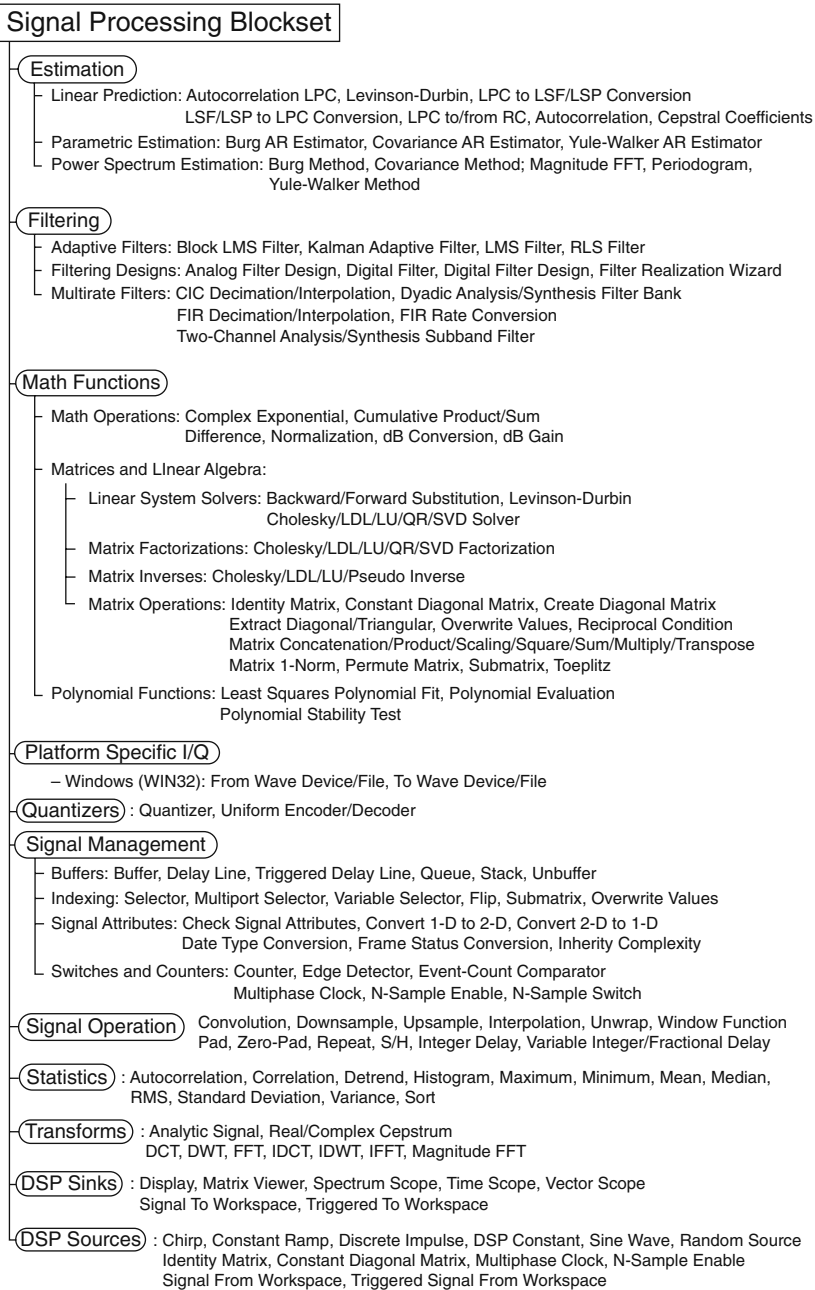 Signal Processing Blockset
Estimation
Linear Prediction: Autocorrelation LPC, Levinson-Durbin, LPC to LSF/LSP Conversion
LSF/LSP to LPC Conversion, LPC to/from RC, Autocorrelation, Cepstral Coefficients
Parametric Estimation: Burg AR Estimator, Covariance AR Estimator, Yule-Walker AR Estimator
Power Spectrum Estimation: Burg Method, Covariance Method; Magnitude FFT, Periodogram,
Yule-Walker Method
Filtering
Adaptive Filters: Block LMS Filter, Kalman Adaptive Filter, LMS Filter, RLS Filter
Filtering Designs: Analog Filter Design, Digital Filter, Digital Filter Design, Filter Realization Wizard
Multirate Filters: CIC Decimation/Interpolation, Dyadic Analysis/Synthesis Filter Bank
FIR Decimation/Interpolation, FIR Rate Conversion
Two-Channel Analysis/Synthesis Subband Filter
Math Functions
Math Operations: Complex Exponential, Cumulative Product/Sum
Difference, Normalization, dB Conversion, dB Gain
Matrices and LInear Algebra:
Linear System Solvers: Backward/Forward Substitution, Levinson-Durbin
Cholesky/LDL/LU/QR/SVD Solver
Matrix Factorizations: Cholesky/LDL/LU/QR/SVD Factorization
Matrix Inverses: Cholesky/LDL/LU/Pseudo Inverse
Matrix Operations: Identity Matrix, Constant Diagonal Matrix, Create Diagonal Matrix
Extract Diagonal/Triangular, Overwrite Values, Reciprocal Condition
Matrix Concatenation/Product/Scaling/Square/Sum/Multiply/Transpose
Matrix 1-Norm, Permute Matrix, Submatrix, Toeplitz
Polynomial Functions: Least Squares Polynomial Fit, Polynomial Evaluation
Polynomial Stability Test
Platform Specific I/Q
– Windows (WIN32): From Wave Device/File, To Wave Device/File
Quantizers : Quantizer, Uniform Encoder/Decoder
Signal Management
Buffers: Buffer, Delay Line, Triggered Delay Line, Queue, Stack, Unbuffer
Indexing: Selector, Multiport Selector, Variable Selector, Flip, Submatrix, Overwrite Values
Signal Attributes: Check Signal Attributes, Convert 1-D to 2-D, Convert 2-D to 1-D
Date Type Conversion, Frame Status Conversion, Inherity Complexity
Switches and Counters: Counter, Edge Detector, Event-Count Comparator
Multiphase Clock, N-Sample Enable, N-Sample Switch
Signal Operation Convolution, Downsample, Upsample, Interpolation, Unwrap, Window Function
Pad, Zero-Pad, Repeat, S/H, Integer Delay, Variable Integer/Fractional Delay
Statistics : Autocorrelation, Correlation, Detrend, Histogram, Maximum, Minimum, Mean, Median,
RMS, Standard Deviation, Variance, Sort
Transforms : Analytic Signal, Real/Complex Cepstrum
DCT, DWT, FFT, IDCT, IDWT, IFFT, Magnitude FFT
DSP Sinks : Display, Matrix Viewer, Spectrum Scope, Time Scope, Vector Scope
Signal To Workspace, Triggered To Workspace
DSP Sources : Chirp, Constant Ramp, Discrete Impulse, DSP Constant, Sine Wave, Random Source
Identity Matrix, Constant Diagonal Matrix, Multiphase Clock, N-Sample Enable
Signal From Workspace, Triggered Signal From Workspace